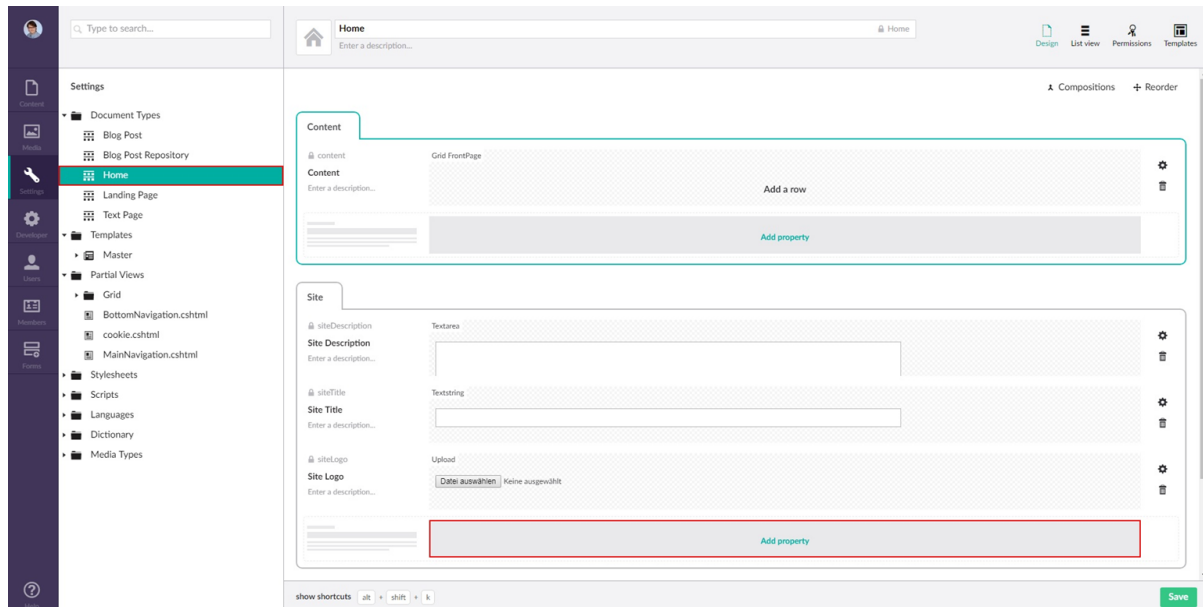 Type to search...
Home
Home
Enter a description...
Design
List view
Permissions
Templates
Content
Media
Settings
Developer
Users
Members
Forms
Settings
Document Types
Blog Post
Blog Post Repository
Home
Landing Page
Text Page
Templates
Master
Partial Views
Grid
BottomNavigation.cshtml
cookie.cshtml
MainNavigation.cshtml
Stylesheets
Scripts
Languages
Dictionary
Media Types
Compositions
Reorder
Content
content
Grid FrontPage
Content
Enter a description...
Add a row
Add property
Site
siteDescription
Textarea
Site Description
Enter a description...
siteTitle
Textstring
Site Title
Enter a description...
siteLogo
Upload
Site Logo
Datei auswählen Keine ausgewählt
Enter a description...
Add property
show shortcuts alt + shift + k
Save